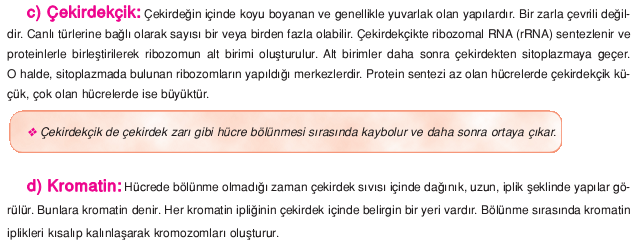 c) Çekirdekçik: Çekirdeğin içinde koyu boyanan ve genellikle yuvarlak olan yapılardır. Bir zarla çevrili değil-
dir. Canlı türlerine bağlı olarak sayısı bir veya birden fazla olabilir. Çekirdekçikte ribozomal RNA (rRNA) sentezlenir ve
proteinlerle birleştirilerek ribozomun alt birimi oluşturulur. Alt birimler daha sonra çekirdekten sitoplazmaya geçer.
O halde, sitoplazmada bulunan ribozomların yapıldığı merkezlerdir. Protein sentezi az olan hücrelerde çekirdekçik kü-
çük, çok olan hücrelerde ise büyüktür.
❖ Çekirdekçik de çekirdek zarı gibi hücre bölünmesi sırasında kaybolur ve daha sonra ortaya çıkar.
d) Kromatin: Hücrede bölünme olmadığı zaman çekirdek sıvısı içinde dağınık, uzun, iplik şeklinde yapılar gö-
rülür. Bunlara kromatin denir. Her kromatin ipliğinin çekirdek içinde belirgin bir yeri vardır. Bölünme sırasında kromatin
iplikleri kısalıp kalınlaşarak kromozomları oluşturur.